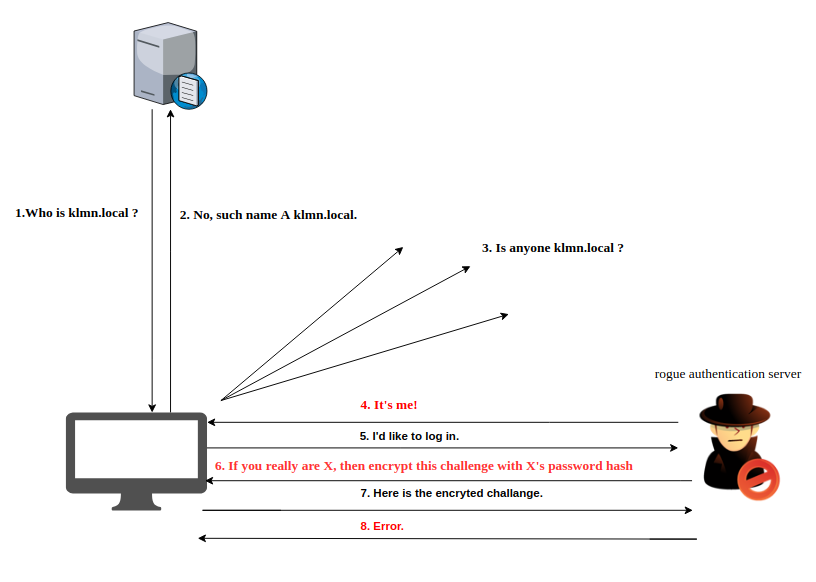 1.Who is klmn.local ?
2. No, such name A klmn.local.
3. Is anyone klmn.local ?
rogue authentication server
4. It's me!
5. I'd like to log in.
6. If you really are X, then encrypt this challenge with X's password hash
7. Here is the encryted challange.
8. Error.